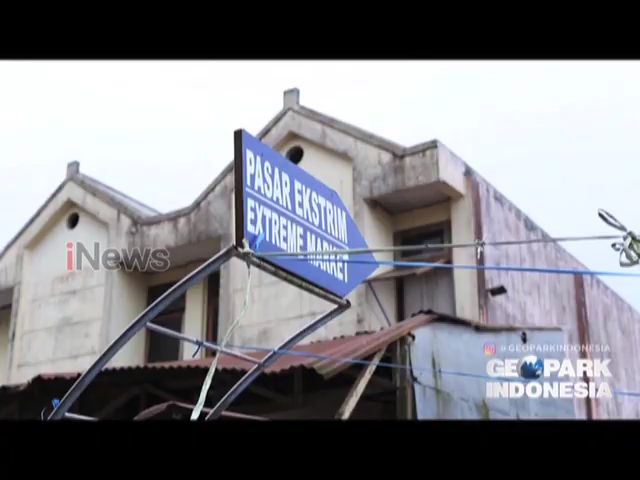 PASAR EKSTRIM
EXTREME MARKET
iNews
@GEOPARKINDONESIA
GEOPARK
INDONESIA